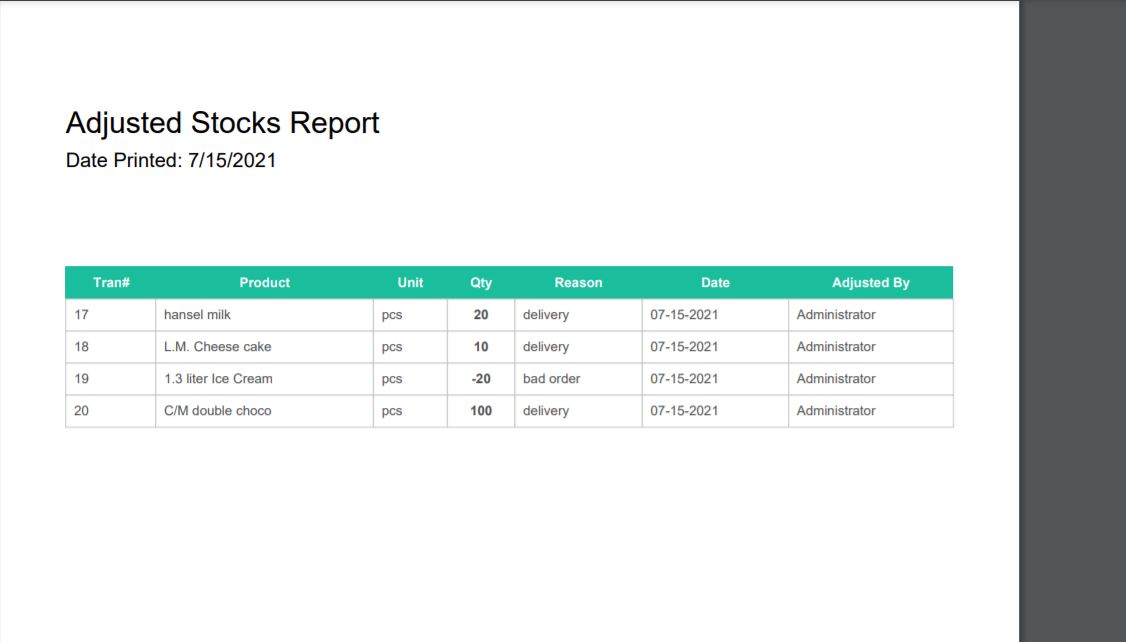 Adjusted Stocks Report
Date Printed: 7/15/2021
Tran# Product Unit Qty Reason Date Adjusted By
17 hansel milk pcs 20 delivery 07-15-2021 Administrator
18 L.M. Cheese cake pcs 10 delivery 07-15-2021 Administrator
19 1.3 liter Ice Cream pcs -20 bad order 07-15-2021 Administrator
20 C/M double choco pcs 100 delivery 07-15-2021 Administrator